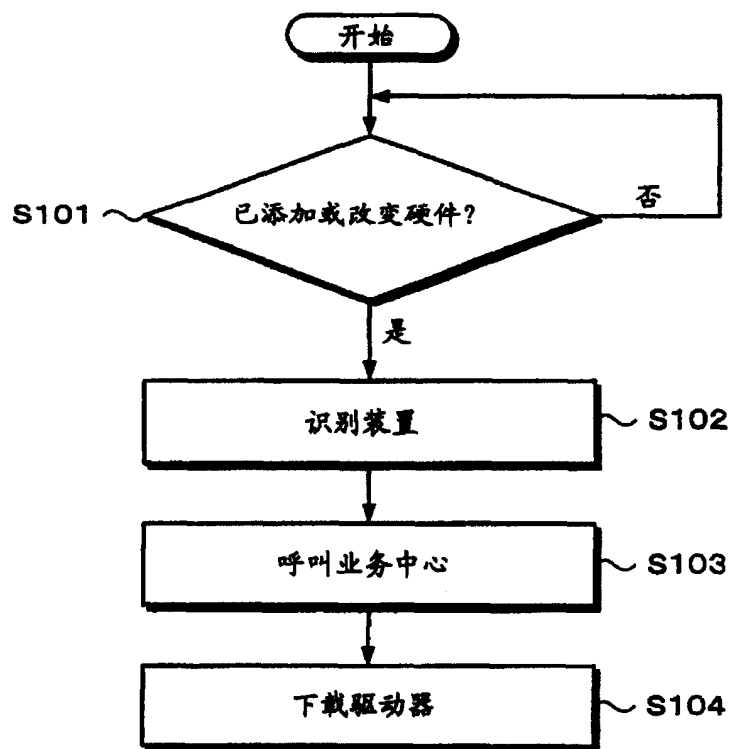 开始
S101
已添加或改变硬件?
否
是
识别装置
S102
呼叫业务中心
S103
下载驱动器
S104